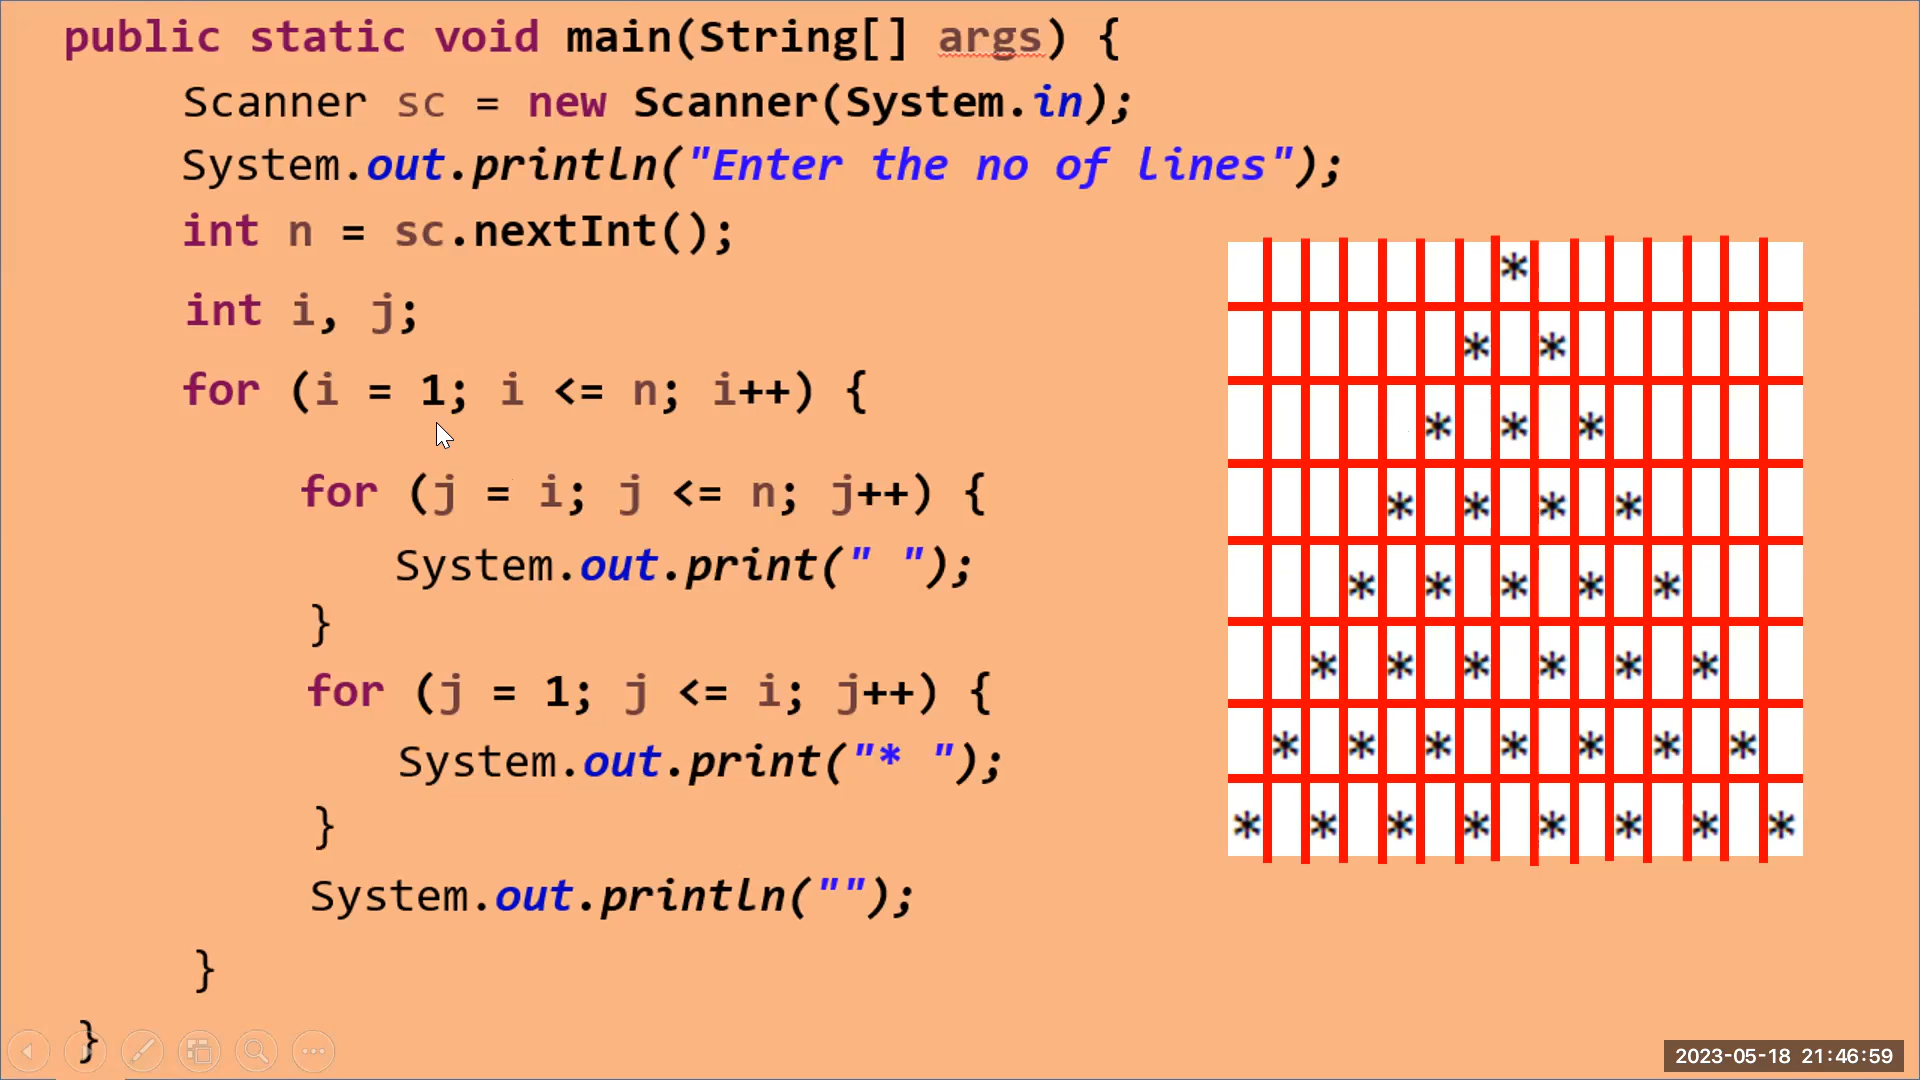 public static void main(String[] args) {
Scanner sc = new Scanner(System.in);
System.out.println("Enter the no of lines");
int n = sc.nextInt();
int i, j;
for (i = 1; i <= n; i++) {
for (j = i; j <= n; j++) {
System.out.print(" ");
}
for (j = 1; j <= i; j++) {
System.out.print("* ");
}
System.out.println("");
}
}
*
* *
* * *
* * * *
* * * * *
* * * * * *
* * * * * * *
* * * * * * * *
2023-05-18 21:46:59